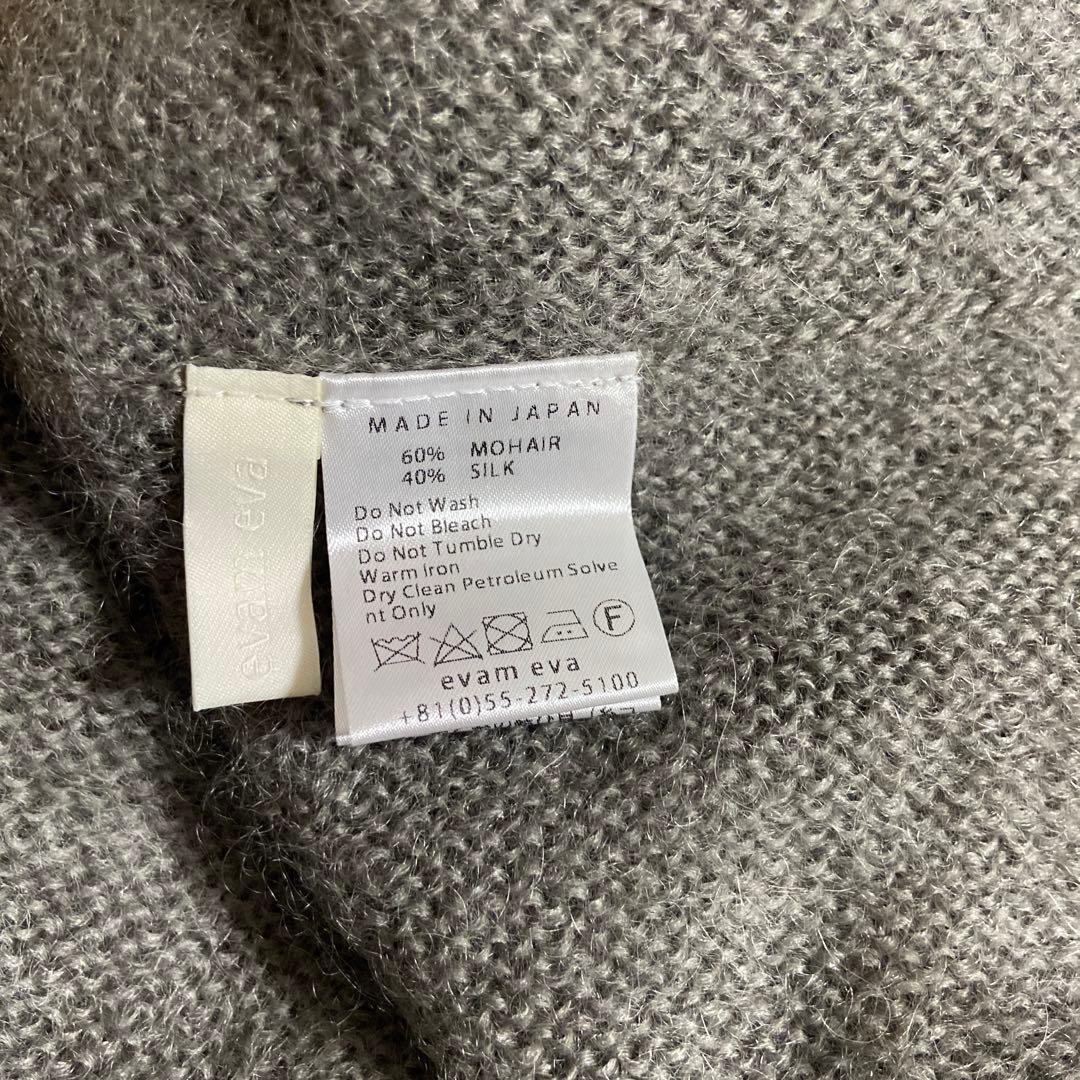 evam eva
MADE IN JAPAN
60% MOHAIR
40% SILK
Do Not Wash
Do Not Bleach
Do Not Tumble Dry
Warm Iron
Dry Clean Petroleum Solve
nt Only
F
evam eva
+81(0)55-272-5100